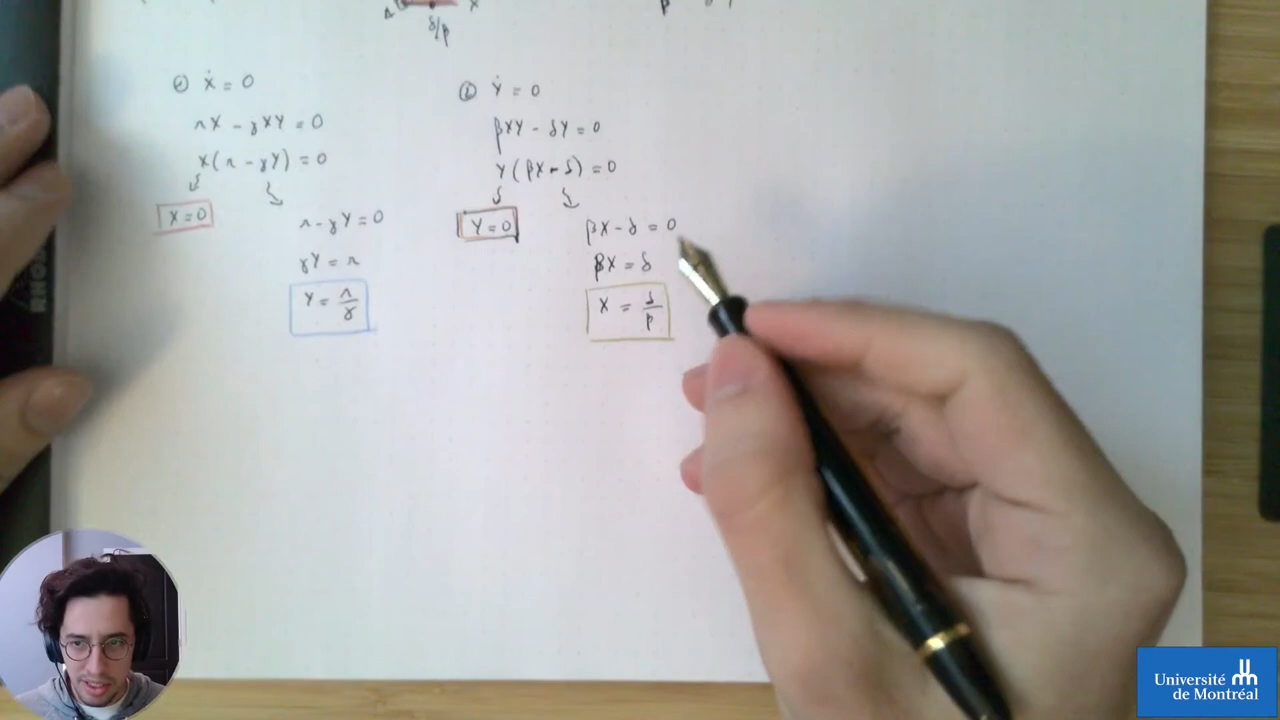 δ/β
X
① Ẋ = 0
rX - γXY = 0
X(r - γY) = 0
X = 0
r - γY = 0
γY = r
Y = r/γ
② Ẏ = 0
βXY - δY = 0
Y(βX - δ) = 0
Y = 0
βX - δ = 0
βX = δ
X = δ/β
Université
de Montréal